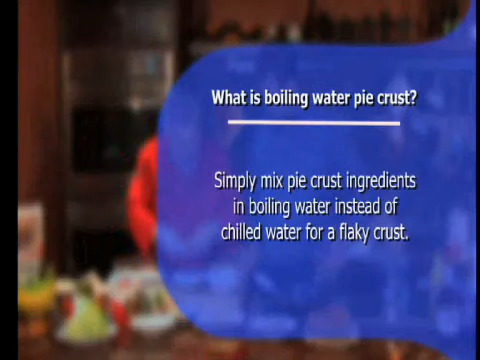 What is boiling water pie crust?
Simply mix pie crust ingredients
in boiling water instead of
chilled water for a flaky crust.